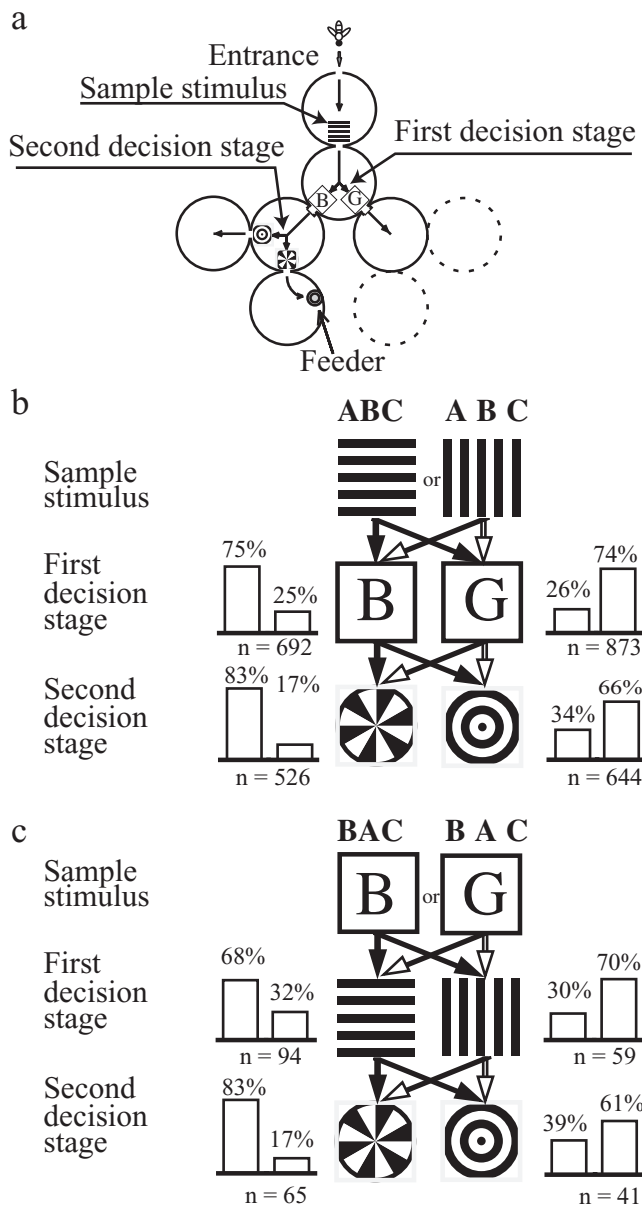 a
Entrance
Sample stimulus
First decision stage
Second decision stage
B
G
Feeder
b
ABC
A B C
Sample
stimulus
or
First
decision
stage
75%
25%
n = 692
B
G
26%
74%
n = 873
Second
decision
stage
83%
17%
n = 526
34%
66%
n = 644
c
BAC
B A C
Sample
stimulus
B
or
G
First
decision
stage
68%
32%
n = 94
30%
70%
n = 59
Second
decision
stage
83%
17%
n = 65
39%
61%
n = 41